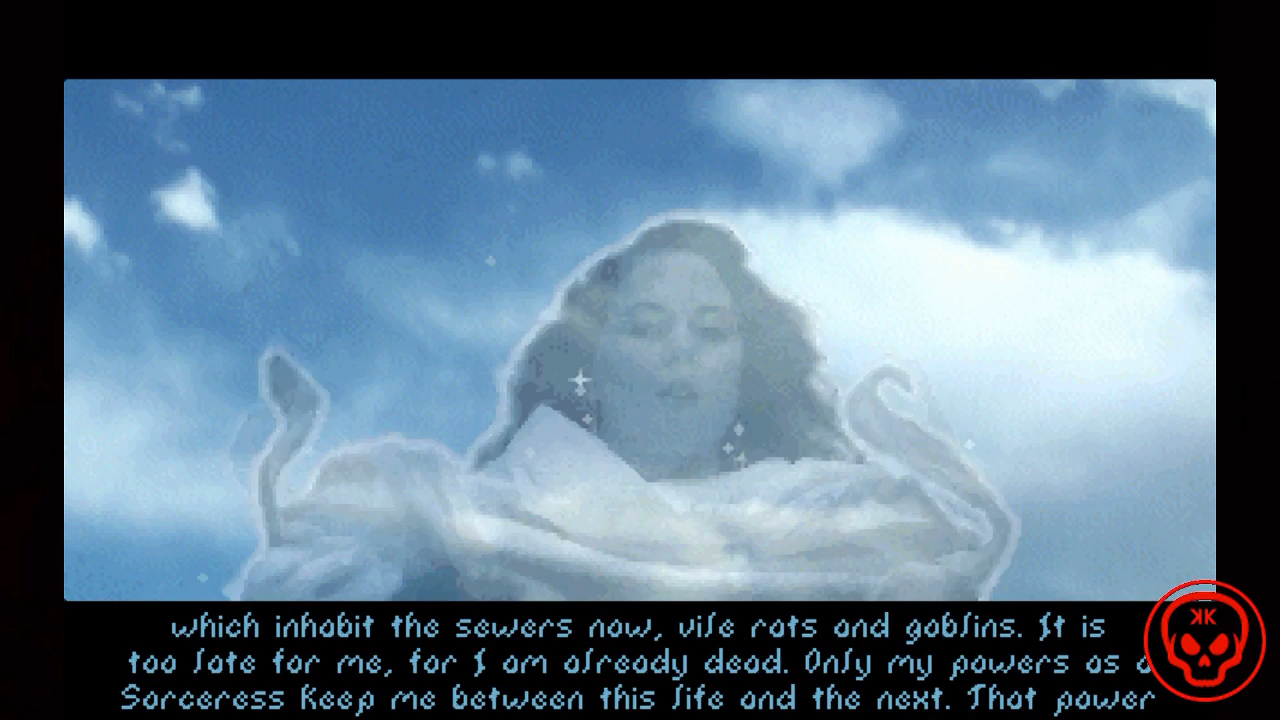 which inhabit the sewers now, vile rats and goblins. It is
too late for me, for I am already dead. Only my powers as a
Sorceress keep me between this life and the next. That power
KK